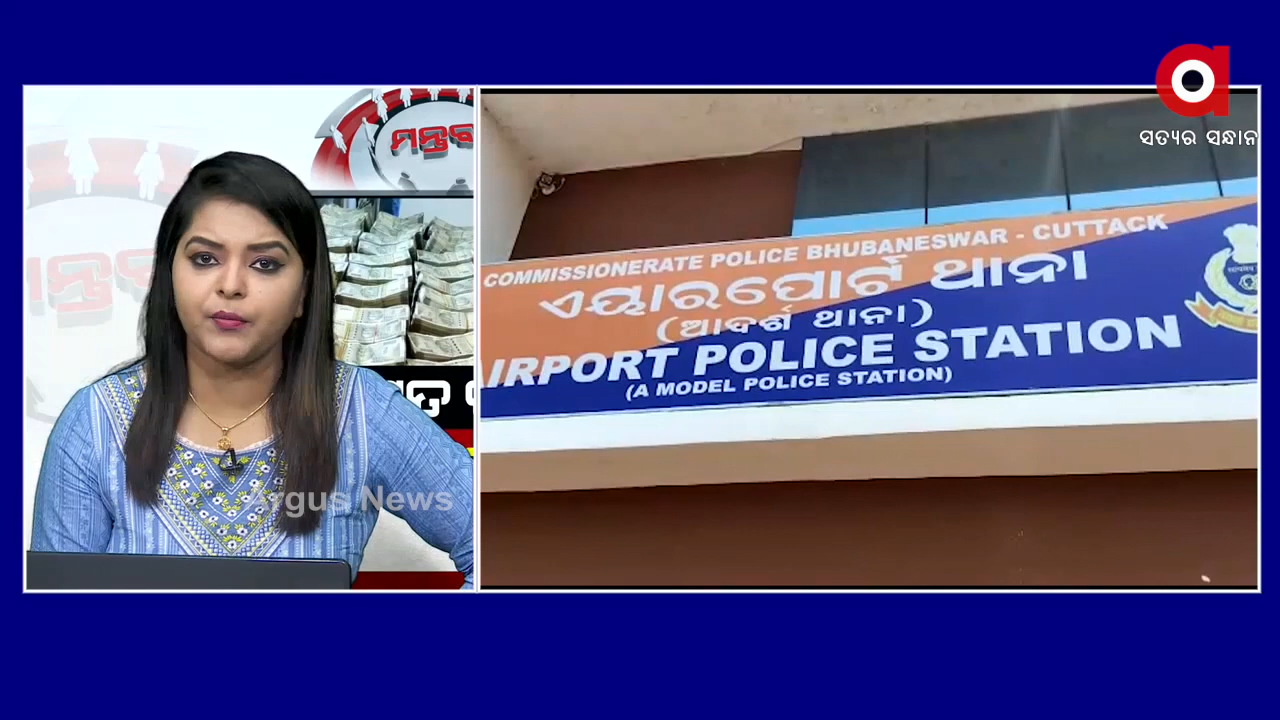 ସତ୍ୟର ସନ୍ଧାନ
COMMISSIONERATE POLICE BHUBANESWAR - CUTTACK
ଏୟାରପୋର୍ଟ ଥାନା
(ଆଦର୍ଶ ଥାନା)
AIRPORT POLICE STATION
(A MODEL POLICE STATION)
Argus News